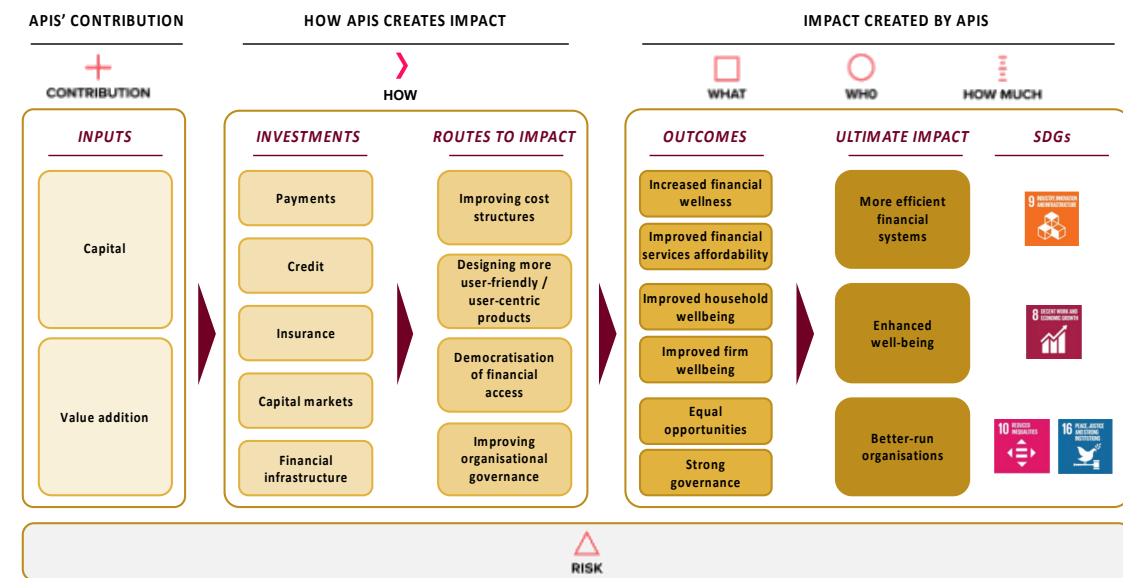 APIS' CONTRIBUTION
HOW APIS CREATES IMPACT
IMPACT CREATED BY APIS
CONTRIBUTION
HOW
WHAT
WHO
HOW MUCH
INPUTS
Capital
Value addition
INVESTMENTS
Payments
Credit
Insurance
Capital markets
Financial
infrastructure
ROUTES TO IMPACT
Improving cost
structures
Designing more
user-friendly /
user-centric
products
Democratisation
of financial
access
Improving
organisational
governance
OUTCOMES
Increased financial
wellness
Improved financial
services affordability
Improved household
wellbeing
Improved firm
wellbeing
Equal
opportunities
Strong
governance
ULTIMATE IMPACT
More efficient
financial
systems
Enhanced
well-being
Better-run
organisations
SDGs
9 INDUSTRY, INNOVATION
AND INFRASTRUCTURE
8 DECENT WORK AND
ECONOMIC GROWTH
10 REDUCED
INEQUALITIES
16 PEACE, JUSTICE
AND STRONG
INSTITUTIONS
RISK